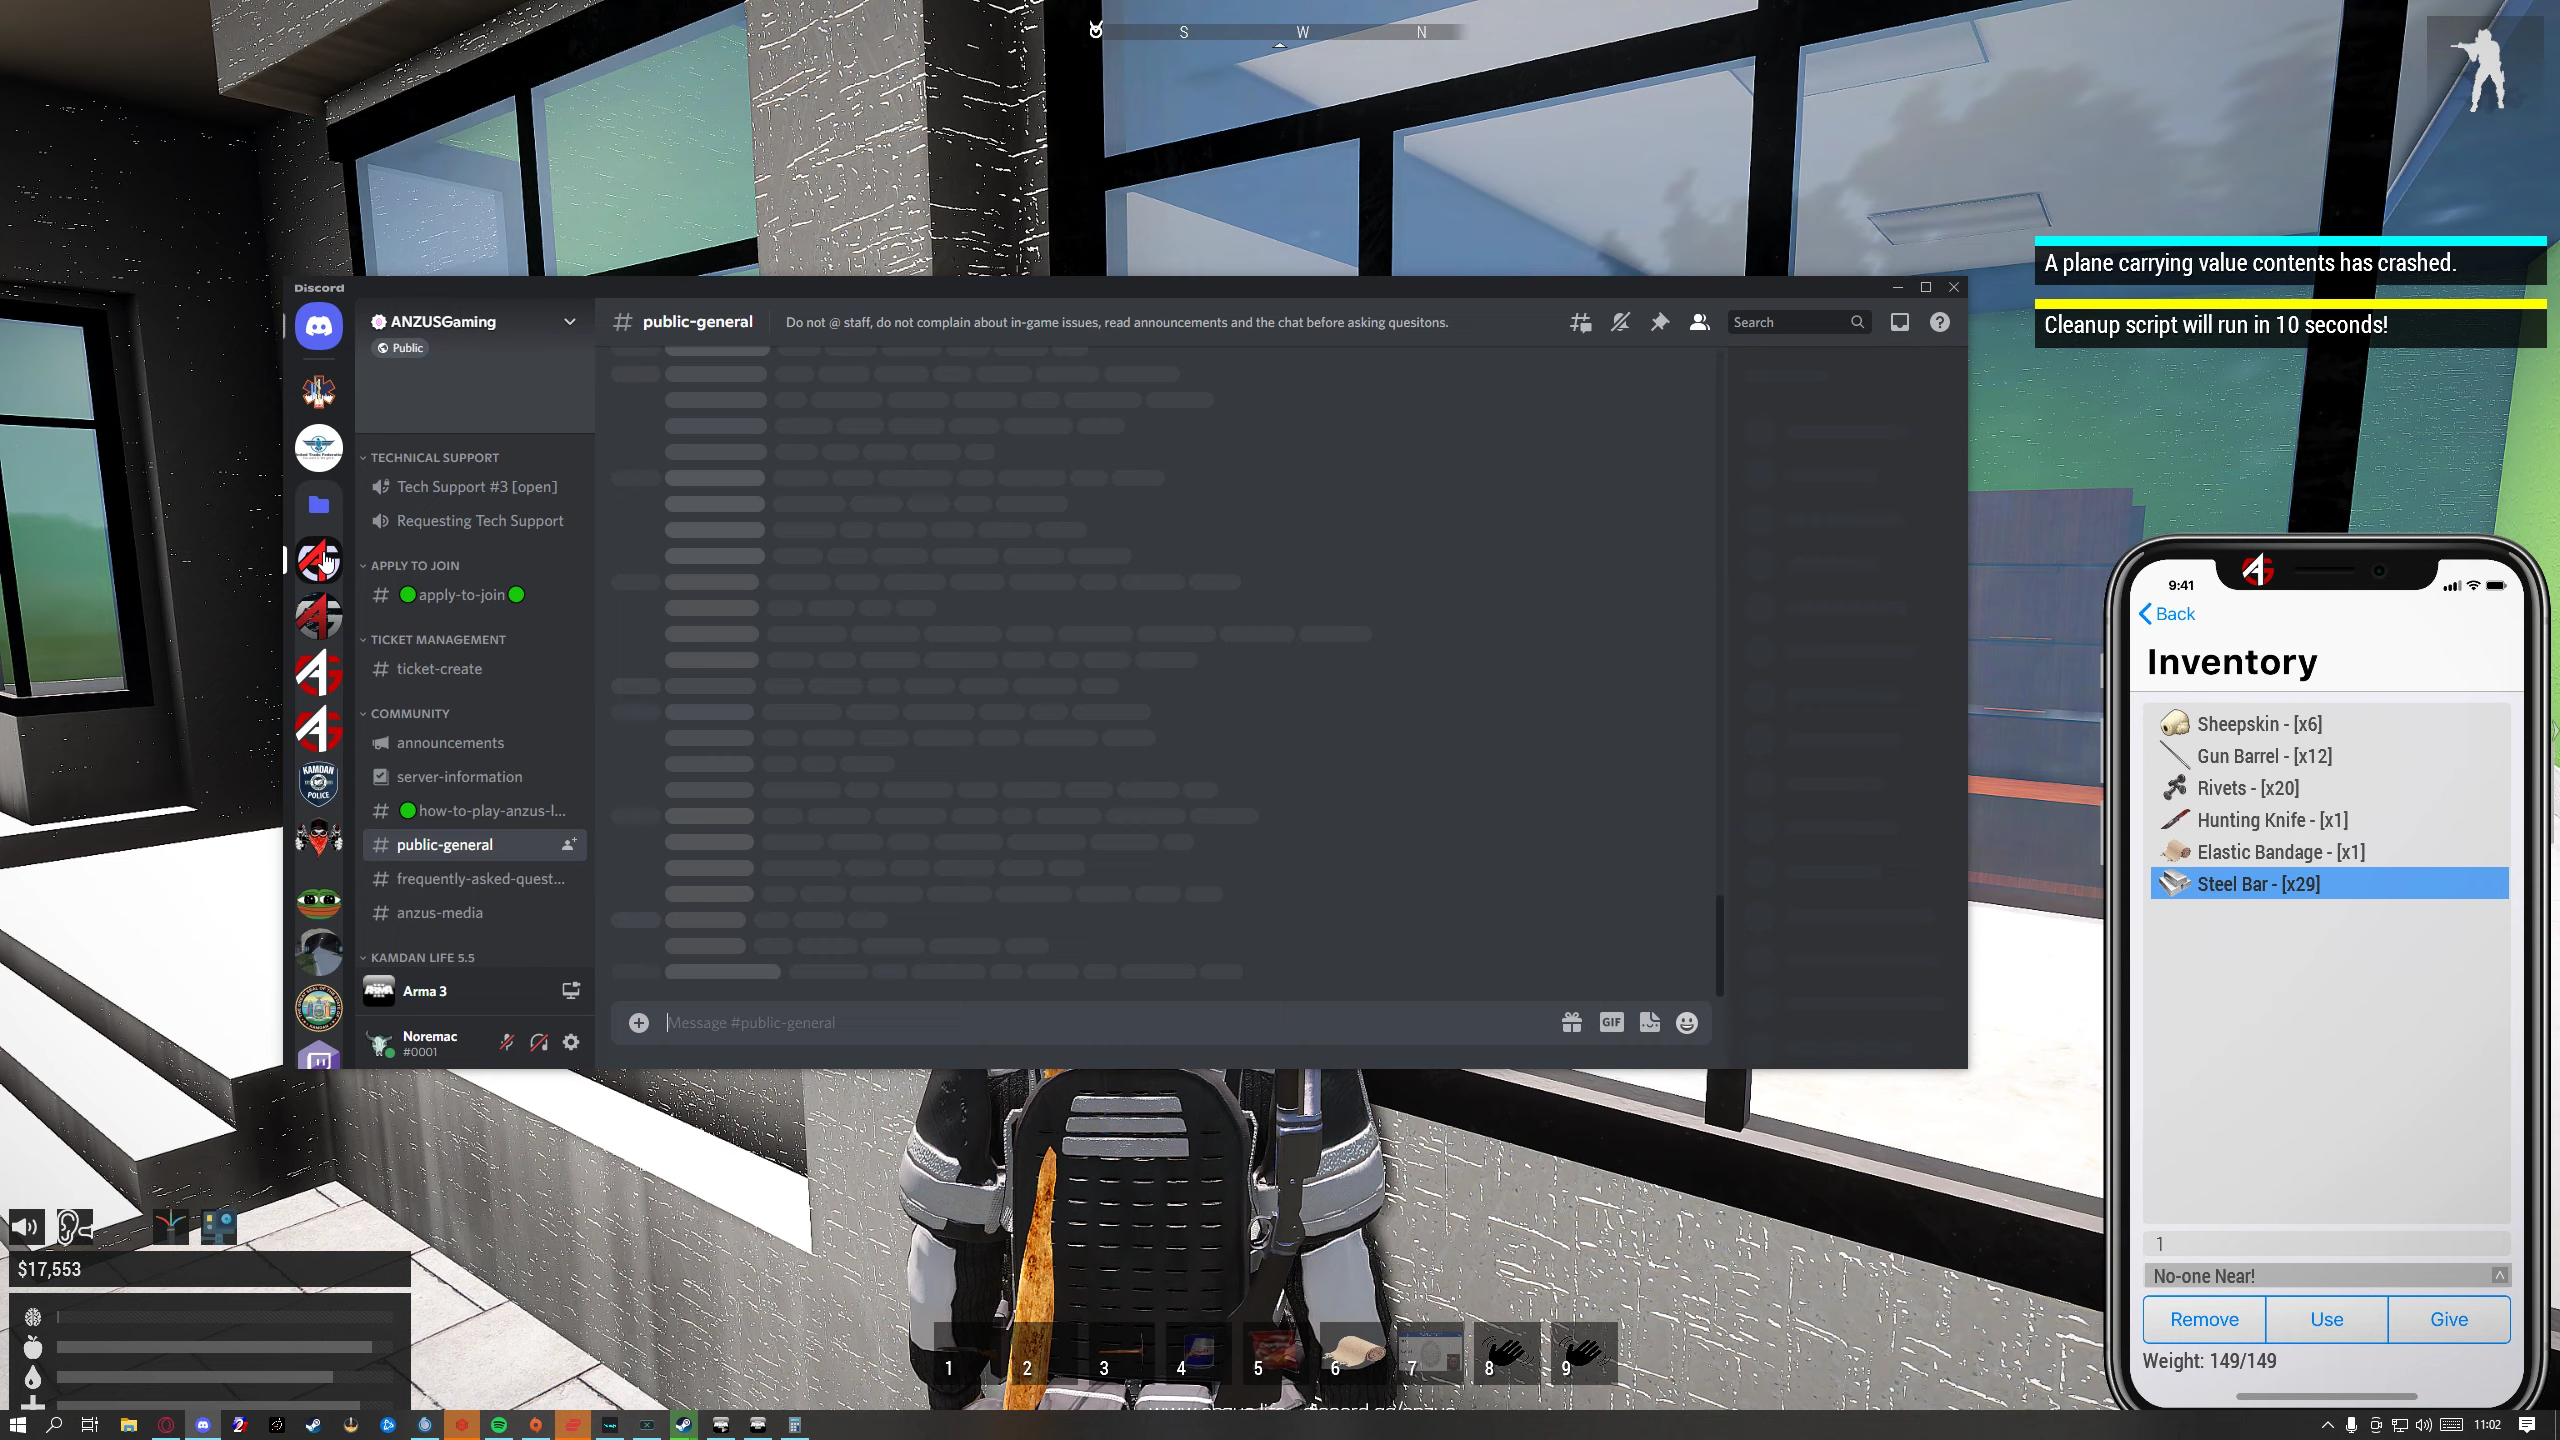 S
W
N
A plane carrying value contents has crashed.
Cleanup script will run in 10 seconds!
Discord
ANZUSGaming
Public
public-general
Do not @ staff, do not complain about in-game issues, read announcements and the chat before asking quesitons.
Search
TECHNICAL SUPPORT
Tech Support #3 [open]
Requesting Tech Support
APPLY TO JOIN
apply-to-join
TICKET MANAGEMENT
ticket-create
COMMUNITY
announcements
server-information
how-to-play-anzus-l...
public-general
frequently-asked-quest...
anzus-media
KAMDAN LIFE 5.5
Arma 3
Noremac
#0001
Message #public-general
GIF
KAMDAN
POLICE
9:41
Back
Inventory
Sheepskin - [x6]
Gun Barrel - [x12]
Rivets - [x20]
Hunting Knife - [x1]
Elastic Bandage - [x1]
Steel Bar - [x29]
1
No-one Near!
Remove
Use
Give
Weight: 149/149
$17,553
1
2
3
4
5
6
7
8
9
11:02